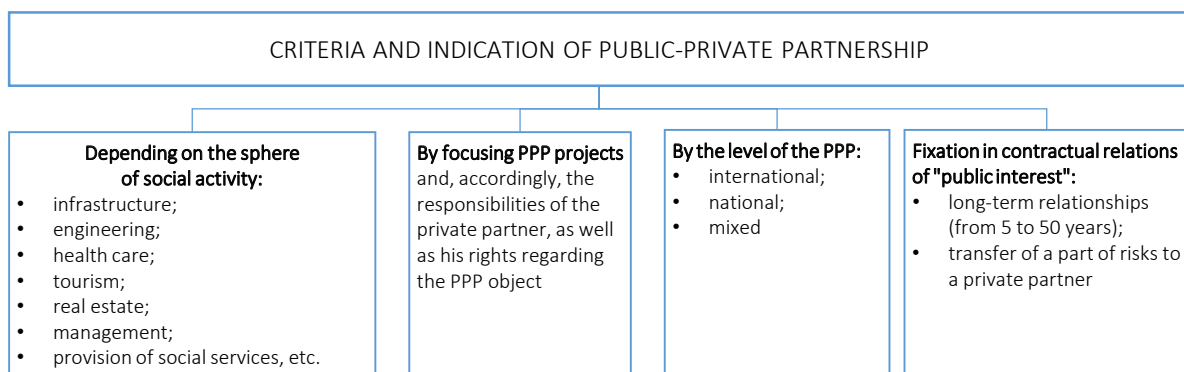 CRITERIA AND INDICATION OF PUBLIC-PRIVATE PARTNERSHIP
Depending on the sphere
of social activity:
• infrastructure;
• engineering;
• health care;
• tourism;
• real estate;
• management;
• provision of social services, etc.
By focusing PPP projects
and, accordingly, the
responsibilities of the
private partner, as well
as his rights regarding
the PPP object
By the level of the PPP:
• international;
• national;
• mixed
Fixation in contractual relations
of "public interest":
• long-term relationships
(from 5 to 50 years);
• transfer of a part of risks to
a private partner